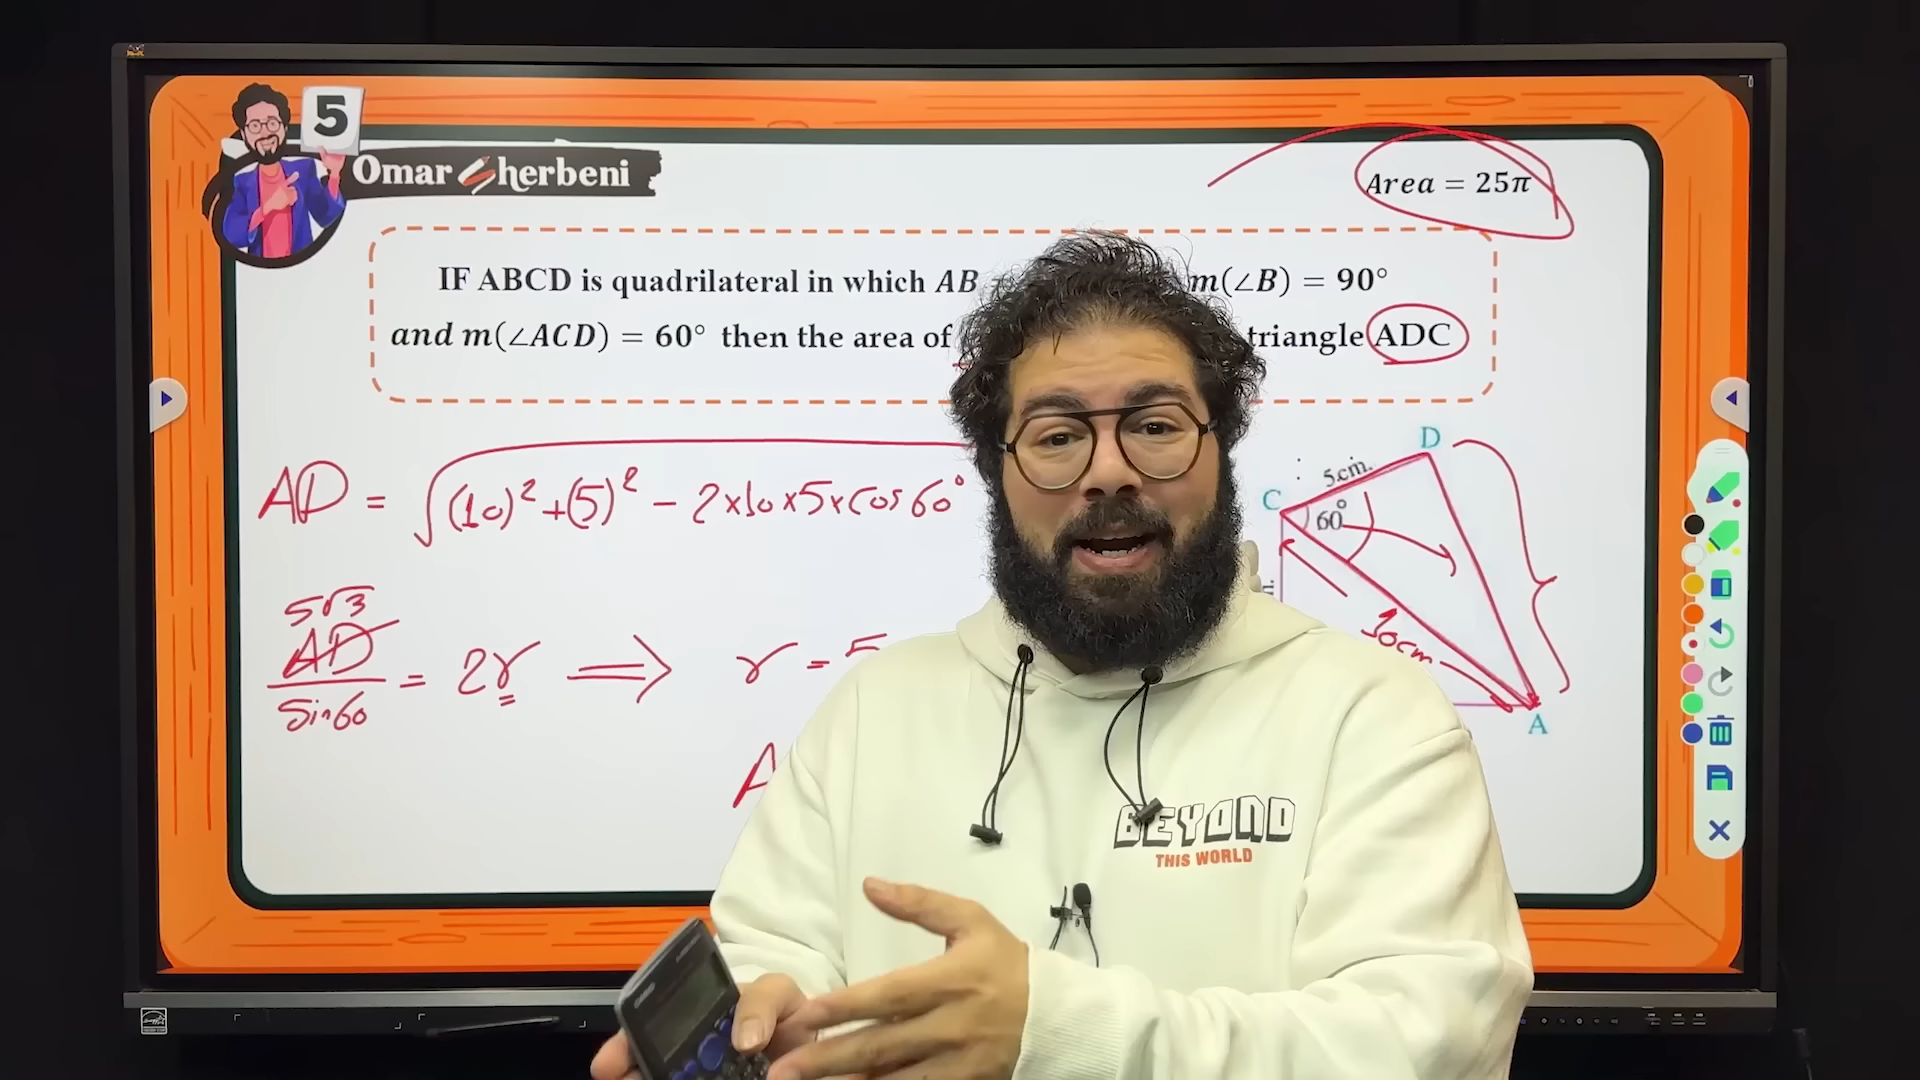 5
Omar Sherbeni
Area = 25π
IF ABCD is quadrilateral in which AB m(∠B) = 90°
and m(∠ACD) = 60° then the area of triangle ADC
AD = √(10)² + (5)² − 2×10×5×cos60°
5√3
AD
sin60
= 2r ⟹ r = 5
A
D
5cm.
C
60°
10cm
A
BEYOND
THIS WORLD